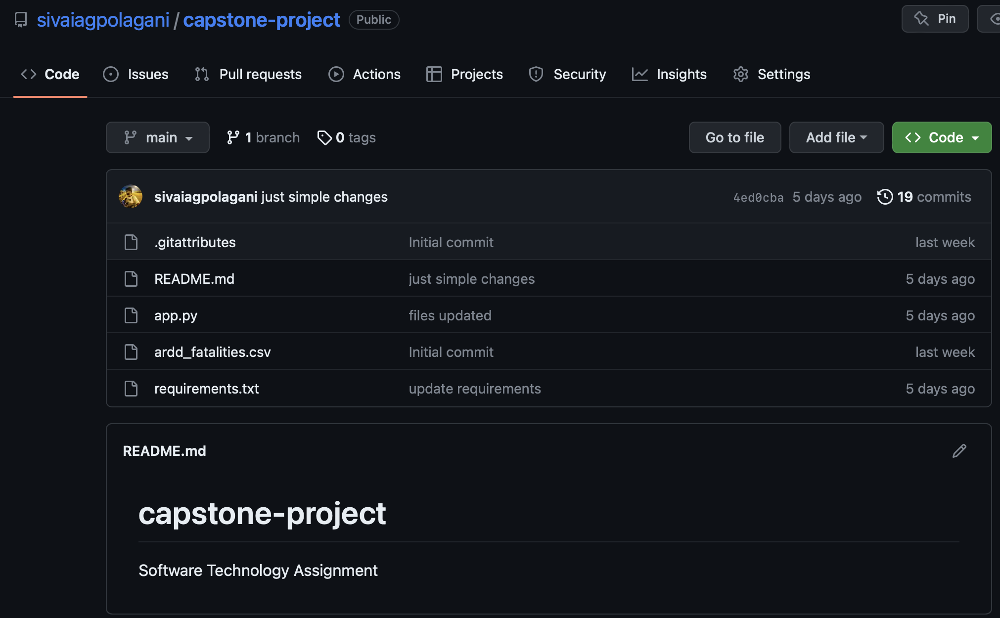 sivaiagpolagani / capstone-project Public Pin
Code Issues Pull requests Actions Projects Security Insights Settings
main 1 branch 0 tags Go to file Add file Code
sivaiagpolagani just simple changes 4ed0cba 5 days ago 19 commits
.gitattributes Initial commit last week
README.md just simple changes 5 days ago
app.py files updated 5 days ago
ardd_fatalities.csv Initial commit last week
requirements.txt update requirements 5 days ago
README.md
capstone-project
Software Technology Assignment